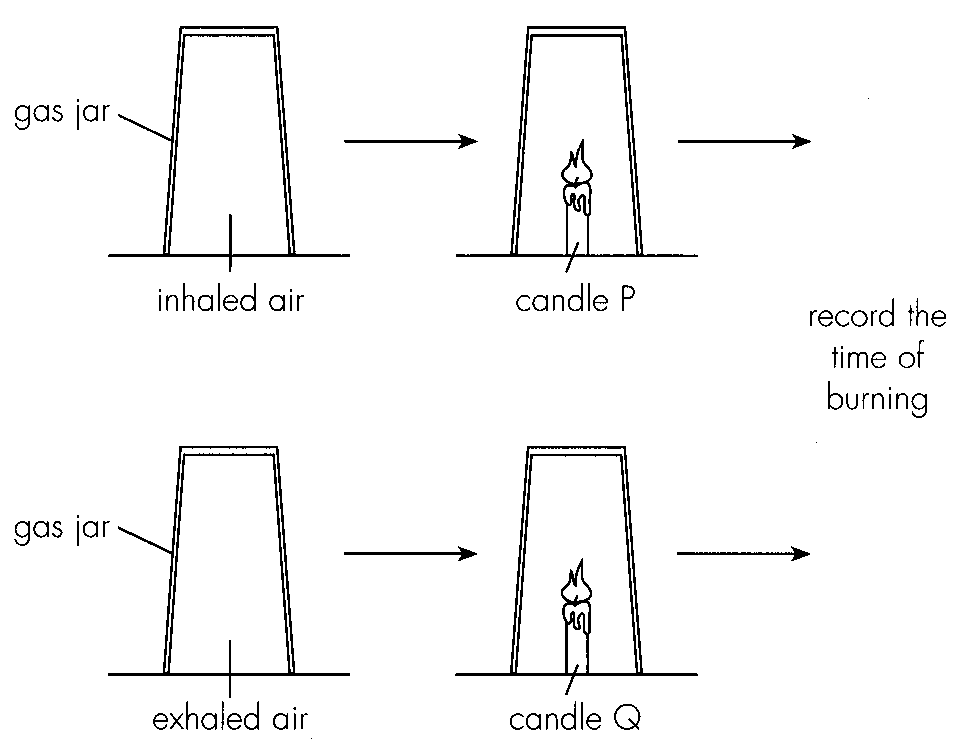 gas jar
inhaled air
candle P
record the
time of
burning
gas jar
exhaled air
candle Q